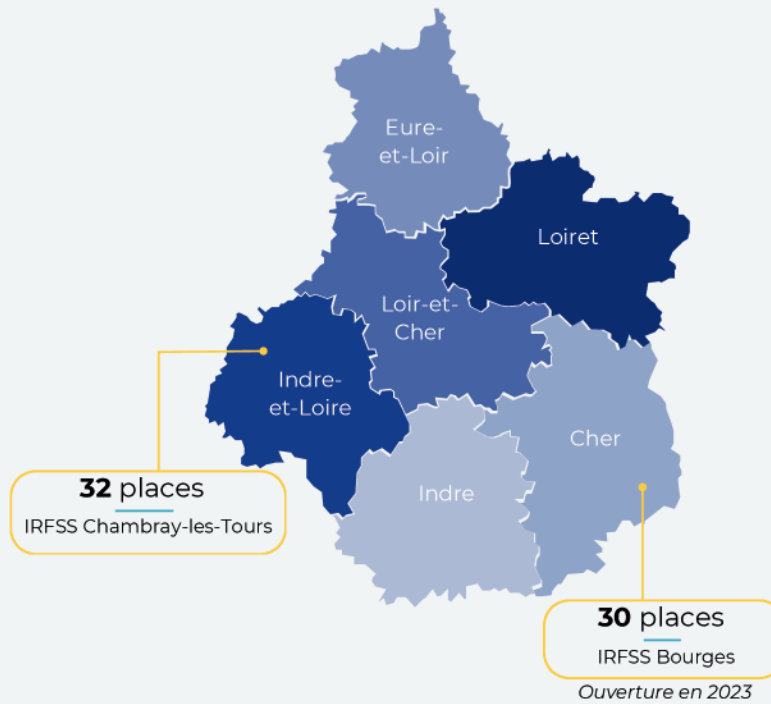 Eure-
et-Loir
Loiret
Loir-et-
Cher
Indre-
et-Loire
Cher
Indre
32 places
IRFSS Chambray-les-Tours
30 places
IRFSS Bourges
Ouverture en 2023